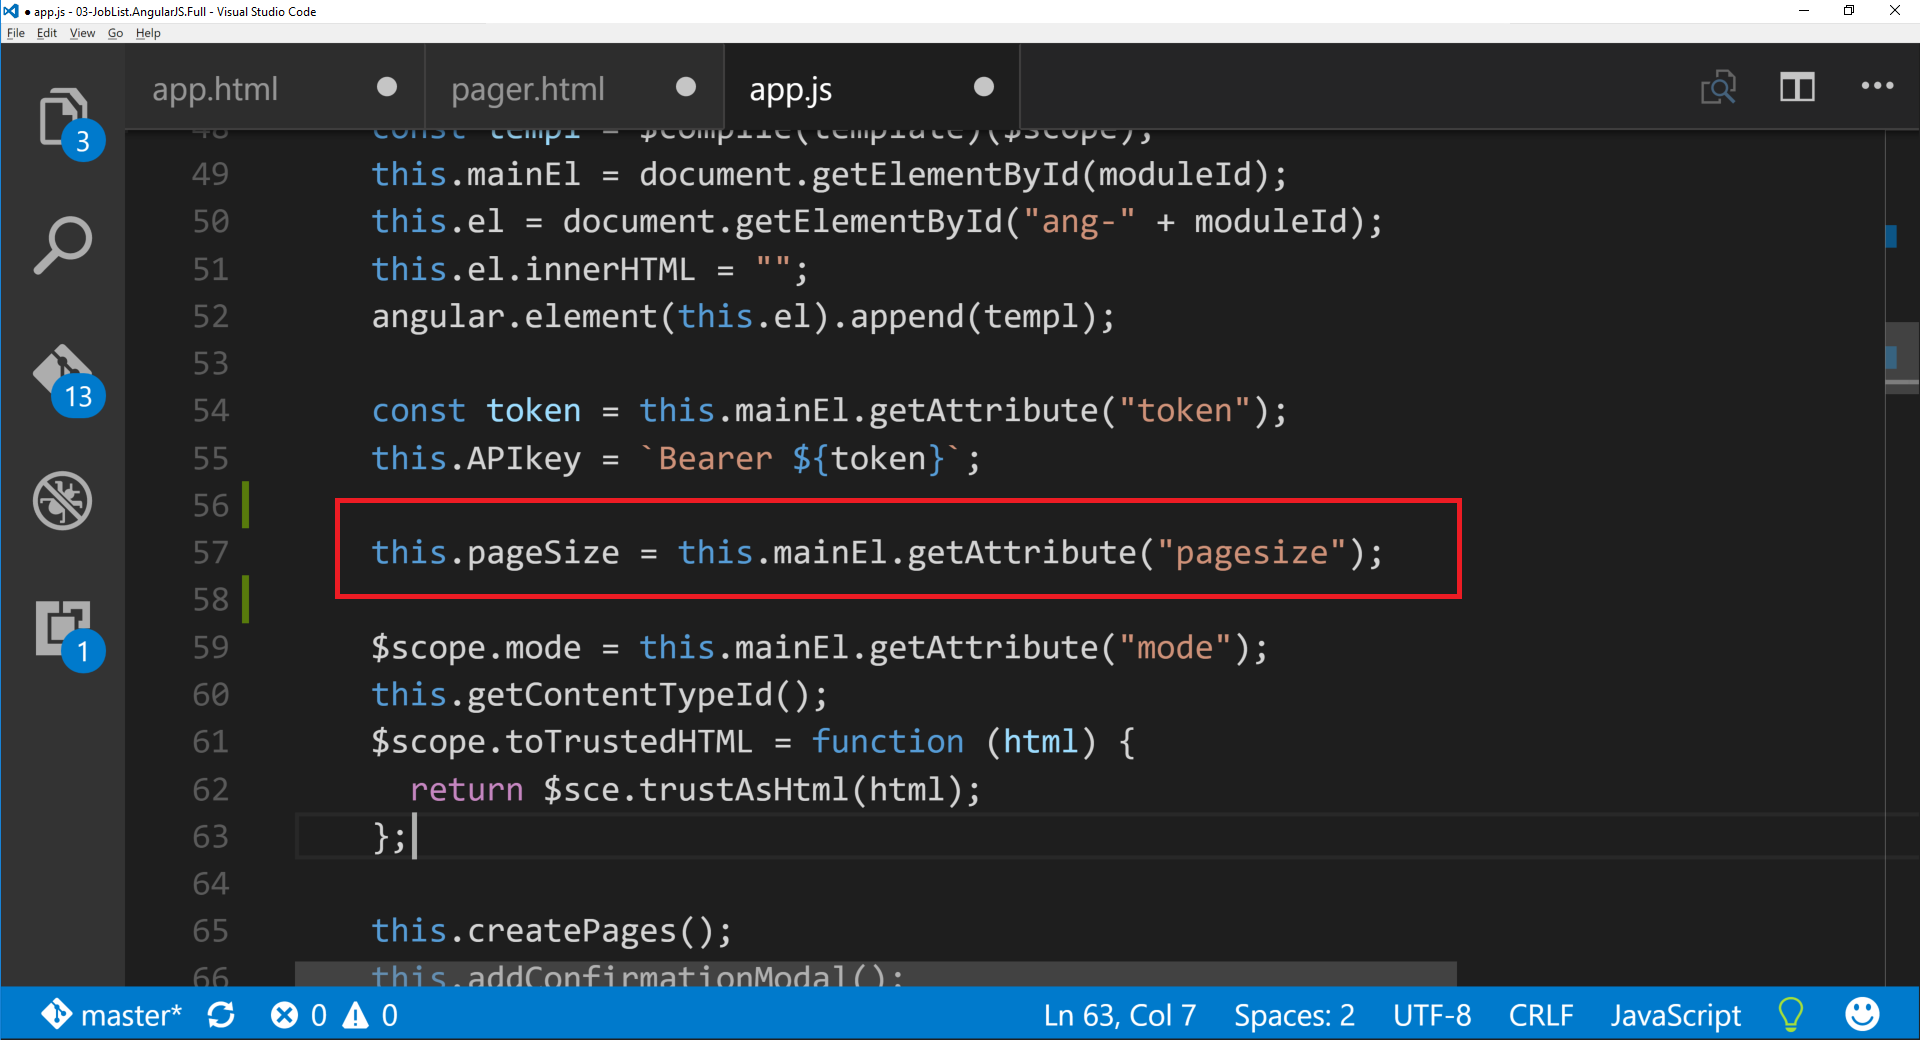 ● app.js - 03-JobList.AngularJS.Full - Visual Studio Code
File Edit View Go Help
app.html ● pager.html ● app.js ●
48 const templ = $compile(template)($scope);
49 this.mainEl = document.getElementById(moduleId);
50 this.el = document.getElementById("ang-" + moduleId);
51 this.el.innerHTML = "";
52 angular.element(this.el).append(templ);
53
54 const token = this.mainEl.getAttribute("token");
55 this.APIkey = `Bearer ${token}`;
56
57 this.pageSize = this.mainEl.getAttribute("pagesize");
58
59 $scope.mode = this.mainEl.getAttribute("mode");
60 this.getContentTypeId();
61 $scope.toTrustedHTML = function (html) {
62 return $sce.trustAsHtml(html);
63 };
64
65 this.createPages();
66 this.addConfirmationModal();
3
13
1
master* 0 0 Ln 63, Col 7 Spaces: 2 UTF-8 CRLF JavaScript